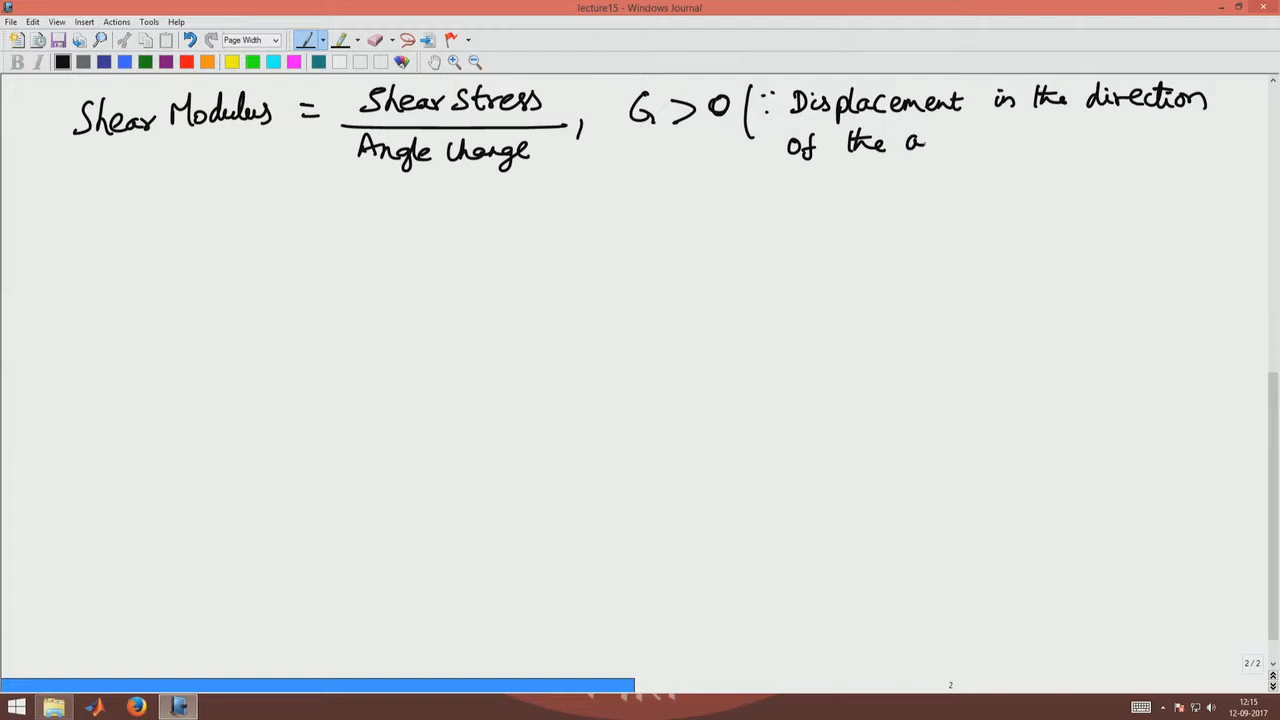 lecture15 - Windows Journal
File Edit View Insert Actions Tools Help
Page Width
Shear Modulus = Shear Stress / Angle Change , G > 0 (∵ Displacement in the direction
of the a
2 / 2
2
12:15
12-09-2017